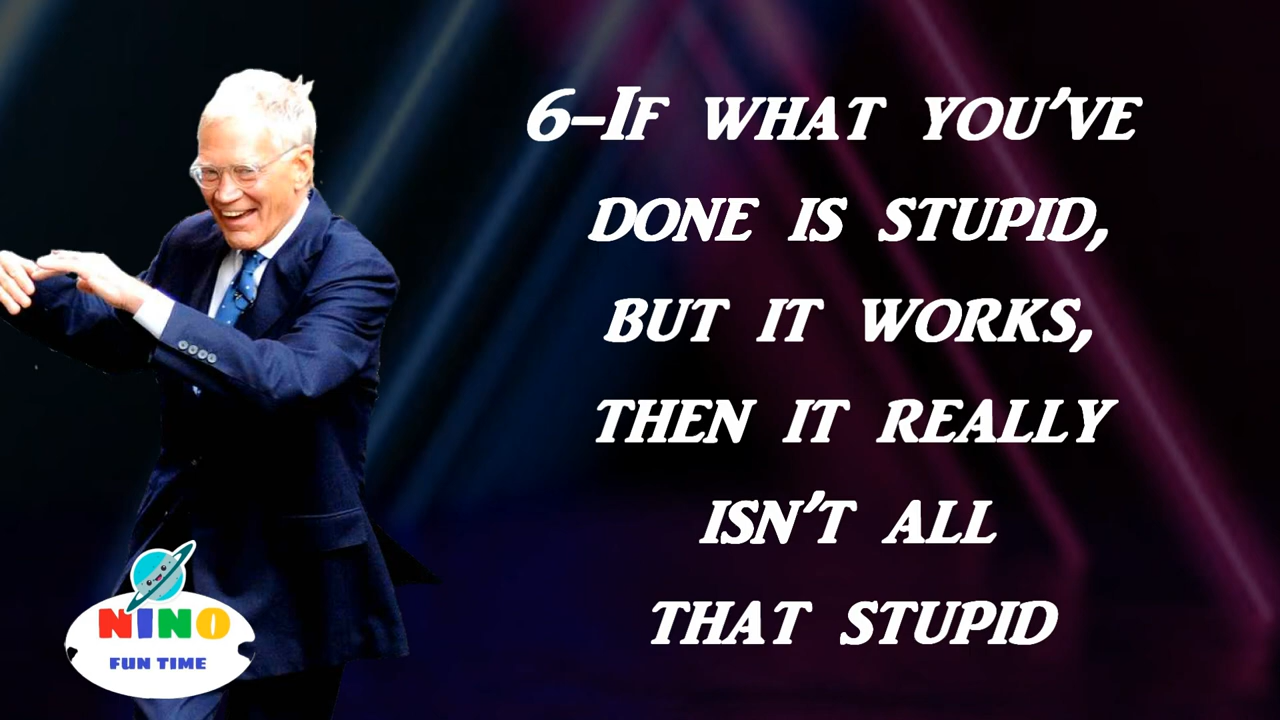 6-If what you've
done is stupid,
but it works,
then it really
isn't all
that stupid
NINO
FUN TIME